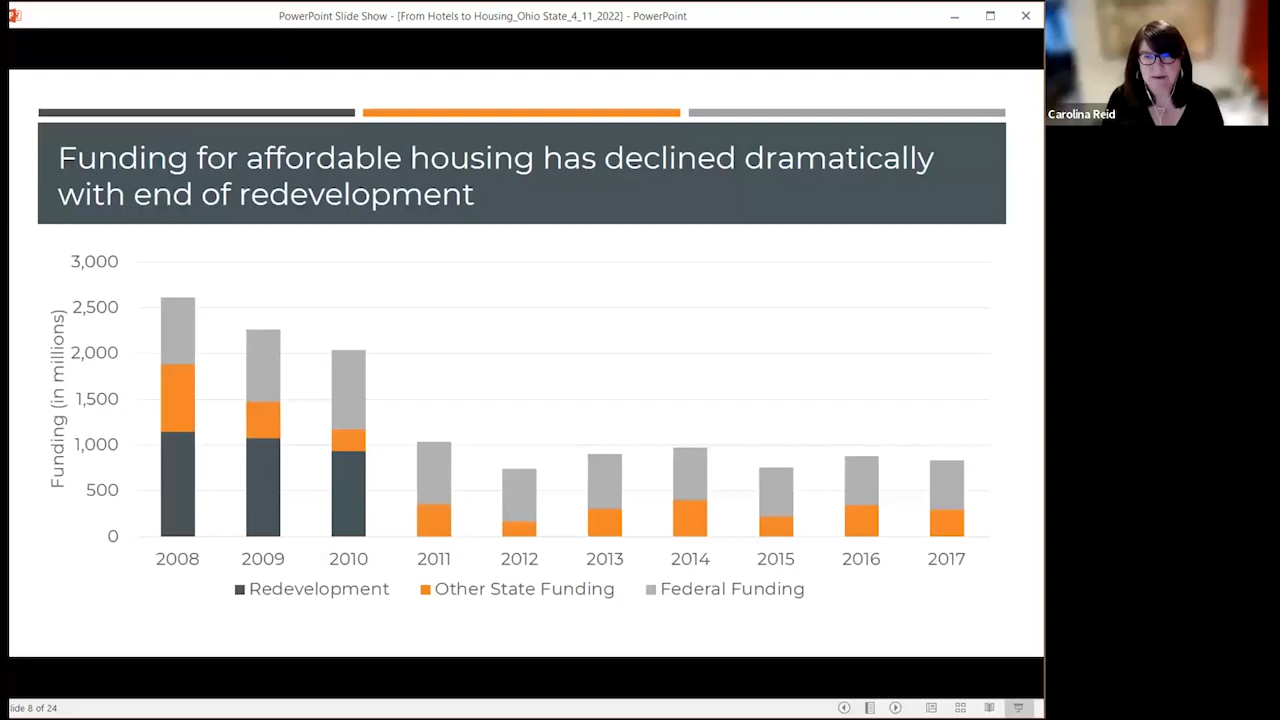 PowerPoint Slide Show - [From Hotels to Housing_Ohio State_4_11_2022] - PowerPoint
Carolina Reid
Funding for affordable housing has declined dramatically
with end of redevelopment
Funding (in millions)
3,000
2,500
2,000
1,500
1,000
500
0
2008 2009 2010 2011 2012 2013 2014 2015 2016 2017
Redevelopment Other State Funding Federal Funding
lide 8 of 24